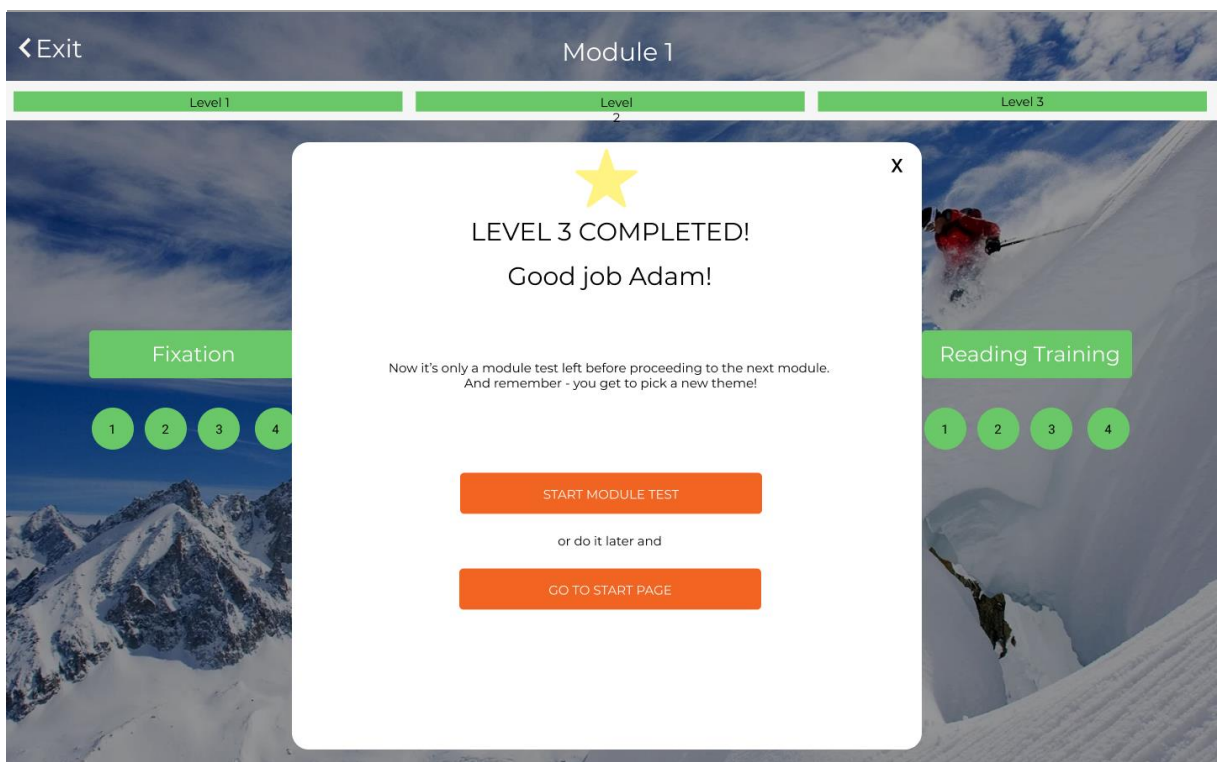 Exit
Module 1
Level 1
Level
2
Level 3
X
LEVEL 3 COMPLETED!
Good job Adam!
Fixation
Reading Training
Now it's only a module test left before proceeding to the next module.
And remember - you get to pick a new theme!
1 2 3 4
1 2 3 4
START MODULE TEST
or do it later and
GO TO START PAGE